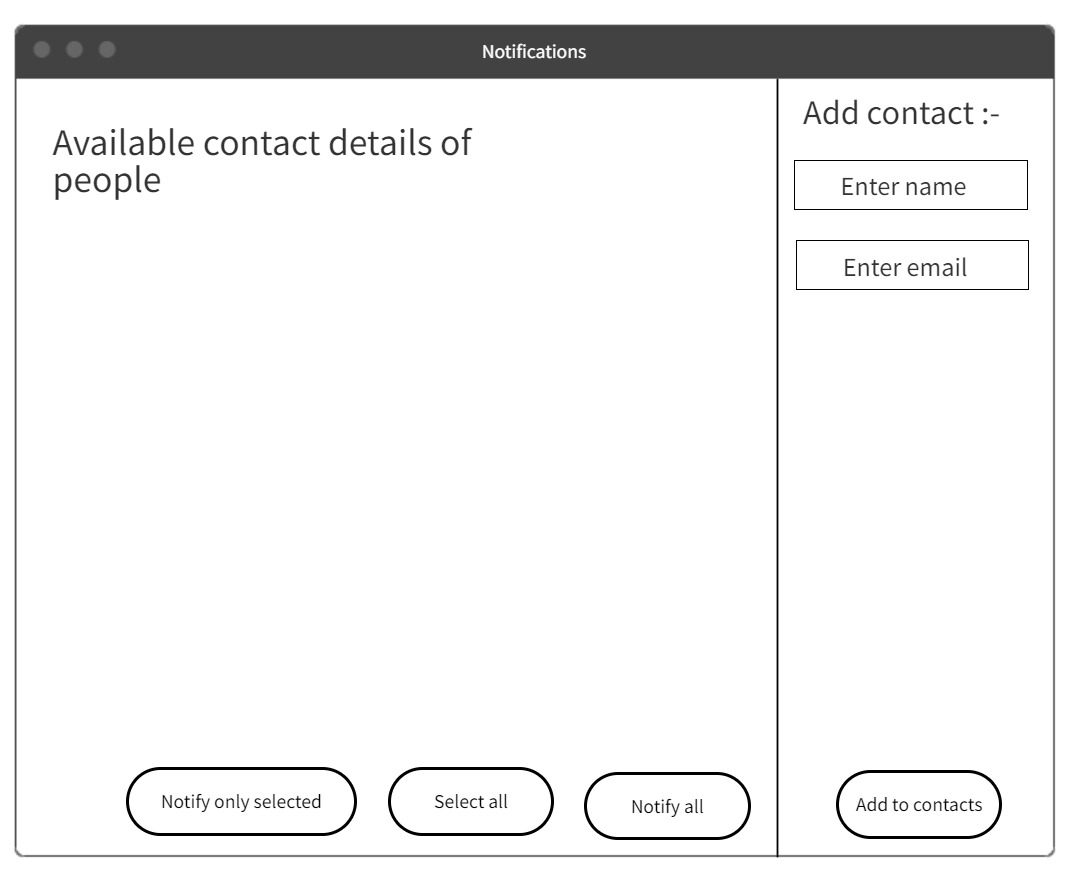 Notifications
Available contact details of
people
Add contact :-
Enter name
Enter email
Notify only selected
Select all
Notify all
Add to contacts